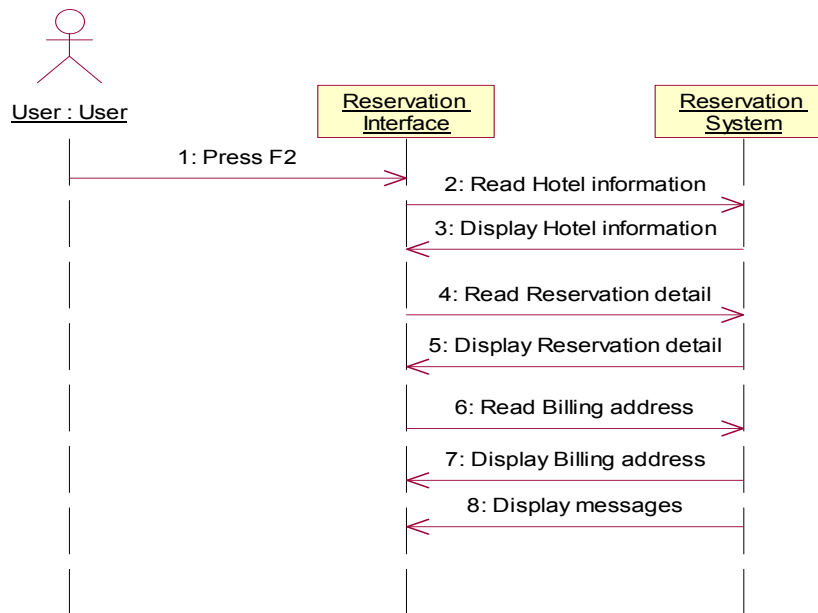 User : User
Reservation
Interface
Reservation
System
1: Press F2
2: Read Hotel information
3: Display Hotel information
4: Read Reservation detail
5: Display Reservation detail
6: Read Billing address
7: Display Billing address
8: Display messages